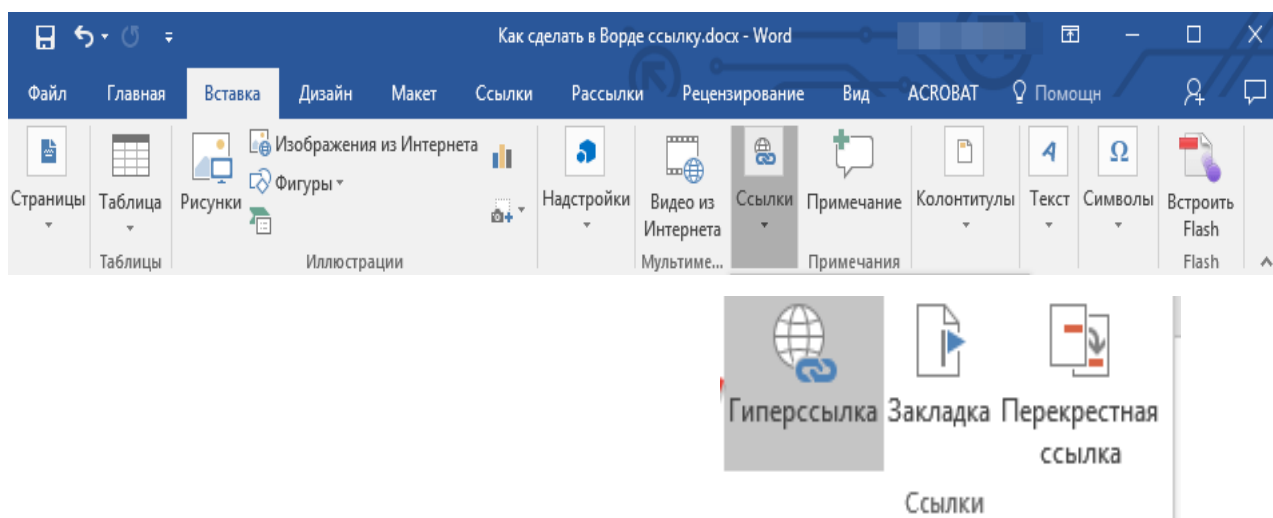 Как сделать в Ворде ссылку.docx - Word
Файл Главная Вставка Дизайн Макет Ссылки Рассылки Рецензирование Вид ACROBAT Помощн
Изображения из Интернета
Фигуры
Страницы Таблица Рисунки Надстройки Видео из Интернета Ссылки Примечание Колонтитулы Текст Символы Встроить Flash
Таблицы Иллюстрации Мультиме... Примечания Flash
Гиперссылка Закладка Перекрестная
ссылка
Ссылки